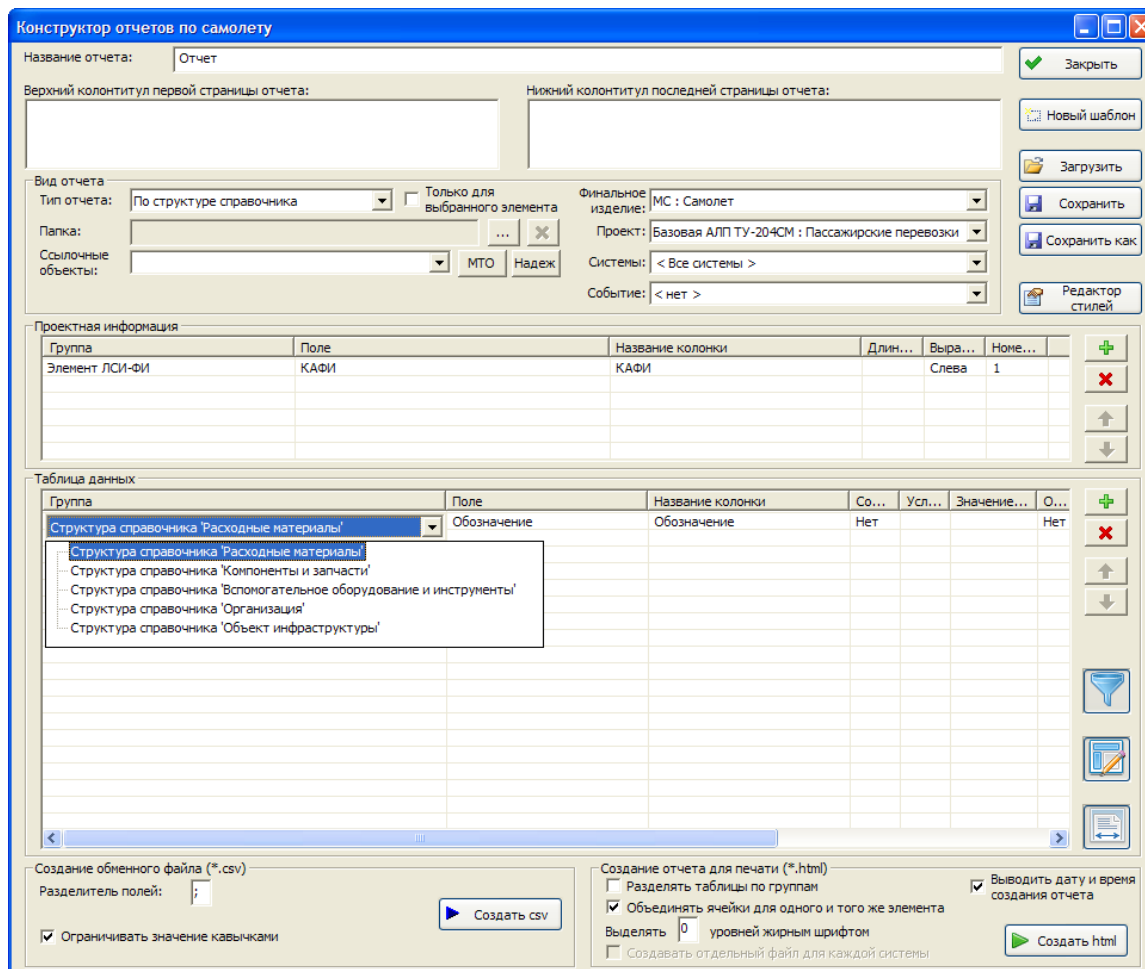 Конструктор отчетов по самолету
Название отчета: Отчет
Закрыть
Верхний колонтитул первой страницы отчета: Нижний колонтитул последней страницы отчета:
Новый шаблон
Загрузить
Сохранить
Сохранить как
Редактор
стилей
Вид отчета
Тип отчета: По структуре справочника
Только для
выбранного элемента
Финальное
изделие: МС : Самолет
Папка: ...
Проект: Базовая АЛП ТУ-204СМ : Пассажирские перевозки
Ссылочные
объекты: МТО Надеж
Системы: < Все системы >
Событие: < нет >
Проектная информация
Группа Поле Название колонки Длин... Выра... Номе...
Элемент ЛСИ-ФИ КАФИ КАФИ Слева 1
Таблица данных
Группа Поле Название колонки Со... Усл... Значение... О...
Структура справочника 'Расходные материалы' Обозначение Обозначение Нет Нет
Структура справочника 'Расходные материалы'
Структура справочника 'Компоненты и запчасти'
Структура справочника 'Вспомогательное оборудование и инструменты'
Структура справочника 'Организация'
Структура справочника 'Объект инфраструктуры'
Создание обменного файла (*.csv)
Разделитель полей: ;
Создать csv
Ограничивать значение кавычками
Создание отчета для печати (*.html)
Разделять таблицы по группам
Объединять ячейки для одного и того же элемента
Выделять 0 уровней жирным шрифтом
Создавать отдельный файл для каждой системы
Выводить дату и время
создания отчета
Создать html